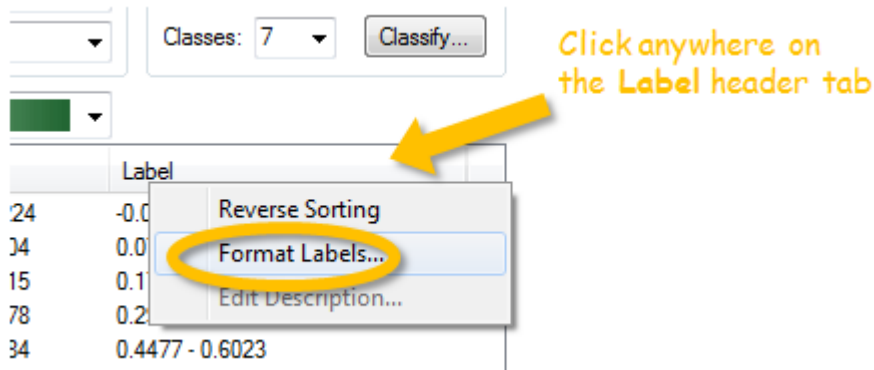 Classes: 7 Classify...
Click anywhere on
the Label header tab
Label
Reverse Sorting
Format Labels...
Edit Description...
224 -0.0
04 0.0
15 0.1
78 0.2
34 0.4477 - 0.6023